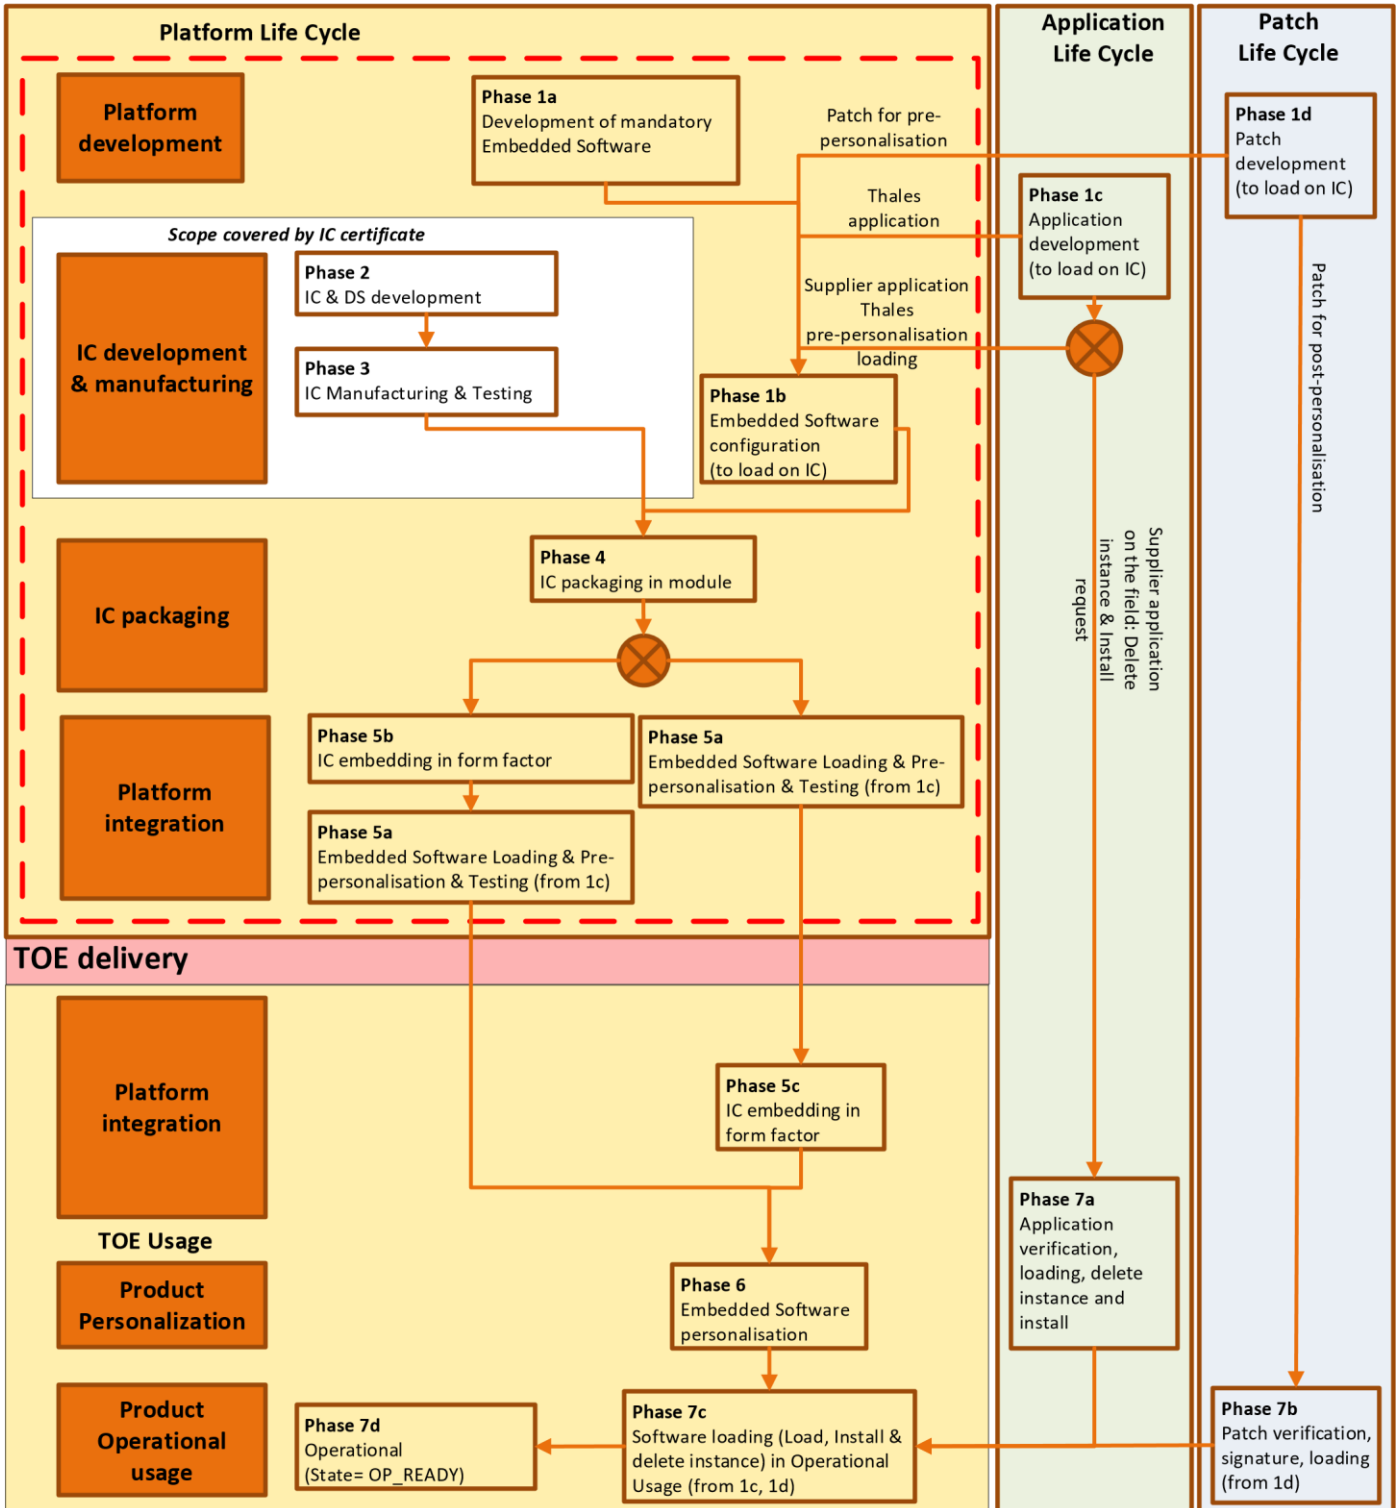 Platform Life Cycle
Application
Life Cycle
Patch
Life Cycle
Platform
development
Phase 1a
Development of mandatory
Embedded Software
Patch for pre-
personalisation
Phase 1d
Patch
development
(to load on IC)
Thales
application
Phase 1c
Application
development
(to load on IC)
Scope covered by IC certificate
IC development
& manufacturing
Phase 2
IC & DS development
Phase 3
IC Manufacturing & Testing
Supplier application
Thales
pre-personalisation
loading
Phase 1b
Embedded Software
configuration
(to load on IC)
Patch for post-personalisation
Supplier application
on the field: Delete
instance & Install
request
IC packaging
Phase 4
IC packaging in module
Platform
integration
Phase 5b
IC embedding in form factor
Phase 5a
Embedded Software Loading & Pre-
personalisation & Testing (from 1c)
Phase 5a
Embedded Software Loading & Pre-
personalisation & Testing (from 1c)
TOE delivery
Platform
integration
Phase 5c
IC embedding in
form factor
TOE Usage
Product
Personalization
Phase 6
Embedded Software
personalisation
Phase 7a
Application
verification,
loading, delete
instance and
install
Product
Operational
usage
Phase 7d
Operational
(State= OP_READY)
Phase 7c
Software loading (Load, Install &
delete instance) in Operational
Usage (from 1c, 1d)
Phase 7b
Patch verification,
signature, loading
(from 1d)